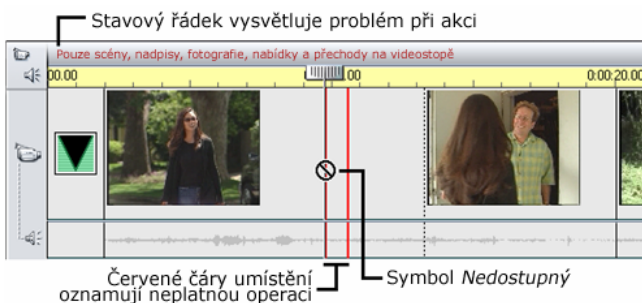 Stavový řádek vysvětluje problém při akci
Pouze scény, nadpisy, fotografie, nabídky a přechody na videostopě
00.00 00 0:00:20.00
Symbol Nedostupný
Červené čáry umístění
oznamují neplatnou operaci